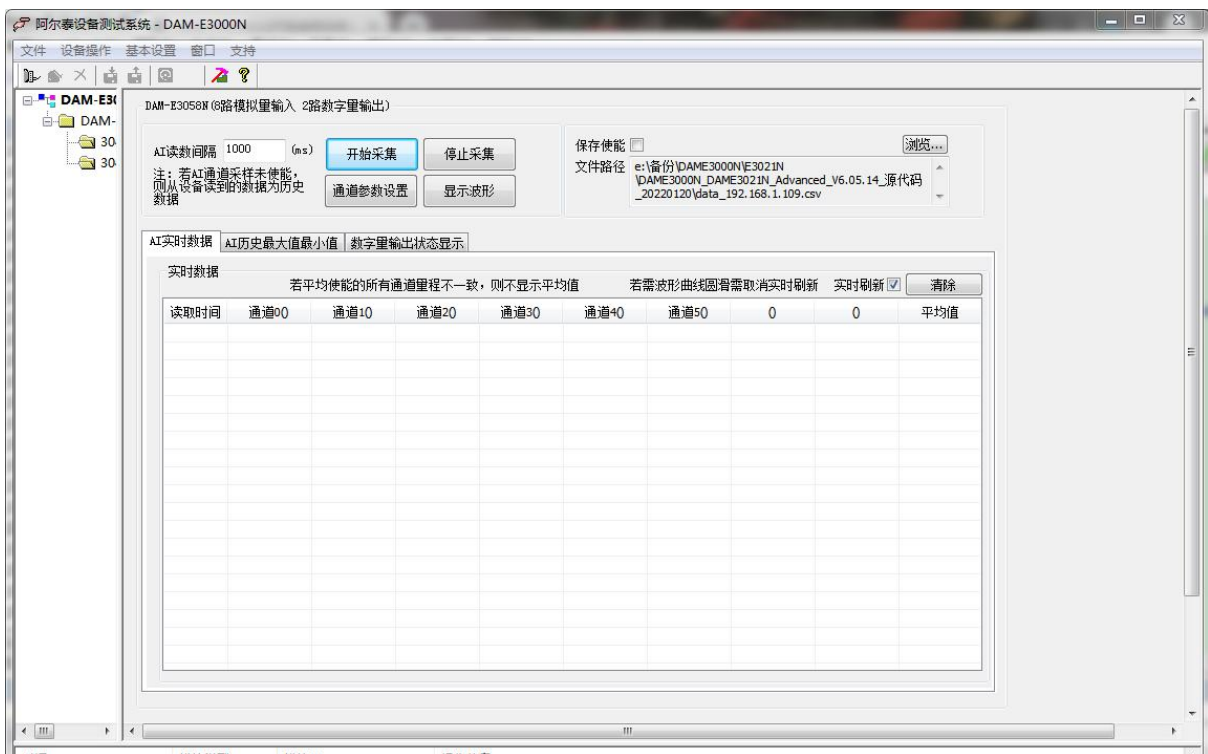 阿尔泰设备测试系统 - DAM-E3000N
文件 设备操作 基本设置 窗口 支持
DAM-E30
DAM-
30
30
DAM-E3058N(8路模拟量输入 2路数字量输出)
AI读数间隔 1000 (ms)
开始采集 停止采集
注：若AI通道采样未使能，
则从设备读到的数据为历史
数据
通道参数设置 显示波形
保存使能 浏览...
文件路径 e:\备份\DAME3000N\E3021N
\DAME3000N_DAME3021N_Advanced_V6.05.14_源代码
_20220120\data_192.168.1.109.csv
AI实时数据 AI历史最大值最小值 数字量输出状态显示
实时数据
若平均使能的所有通道量程不一致，则不显示平均值 若需波形曲线圆滑需取消实时刷新 实时刷新 清除
读取时间 通道0() 通道1() 通道2() 通道3() 通道4() 通道5() () () 平均值